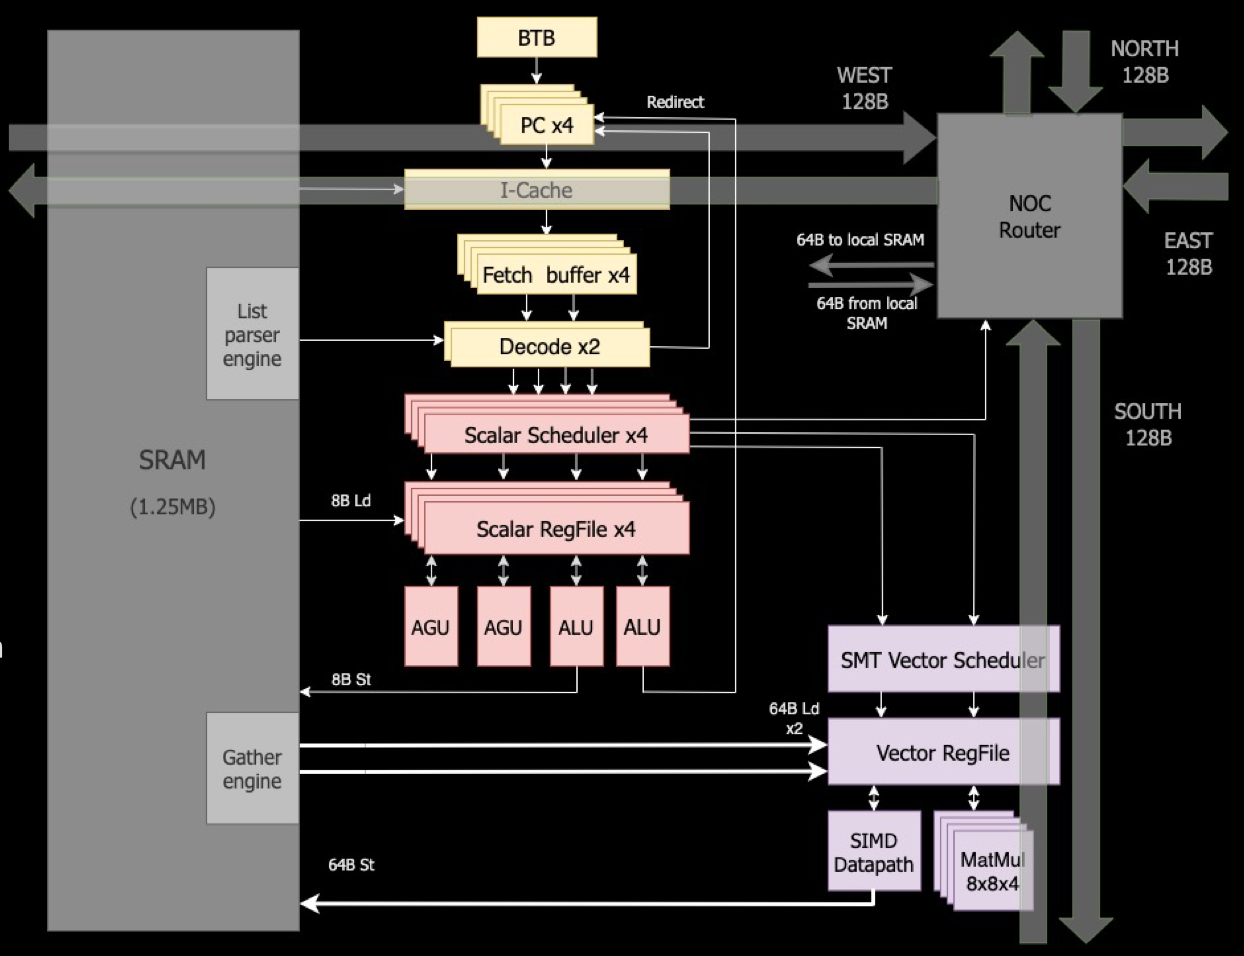 BTB
NORTH
128B
WEST
128B
Redirect
PC x4
I-Cache
NOC
Router
64B to local SRAM
EAST
128B
Fetch buffer x4
64B from local
SRAM
List
parser
engine
Decode x2
SOUTH
128B
Scalar Scheduler x4
SRAM
(1.25MB)
8B Ld
Scalar RegFile x4
AGU
AGU
ALU
ALU
SMT Vector Scheduler
8B St
64B Ld
x2
Gather
engine
Vector RegFile
SIMD
Datapath
MatMul
8x8x4
64B St